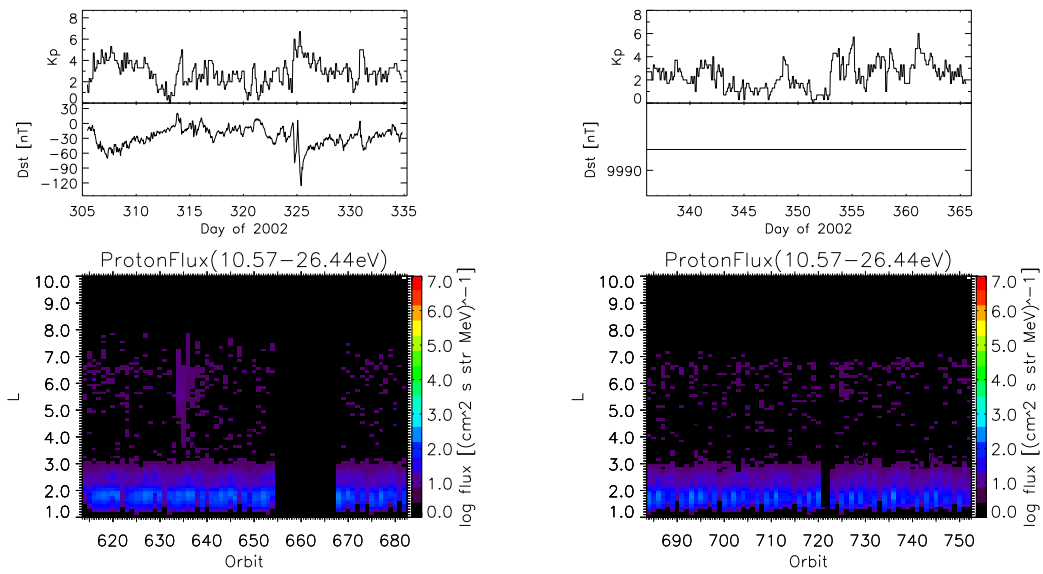 8
6
4
2
0
Kp
30
0
−30
−60
−90
−120
Dst [nT]
305 310 315 320 325 330 335
Day of 2002
ProtonFlux(10.57−26.44eV)
10.0
9.0
8.0
7.0
6.0
5.0
4.0
3.0
2.0
1.0
L
620 630 640 650 660 670 680
Orbit
7.0
6.0
5.0
4.0
3.0
2.0
1.0
0.0
log flux [(cm^2 s str MeV)^−1]
8
6
4
2
0
Kp
9990
Dst [nT]
340 345 350 355 360 365
Day of 2002
ProtonFlux(10.57−26.44eV)
10.0
9.0
8.0
7.0
6.0
5.0
4.0
3.0
2.0
1.0
L
690 700 710 720 730 740 750
Orbit
7.0
6.0
5.0
4.0
3.0
2.0
1.0
0.0
log flux [(cm^2 s str MeV)^−1]